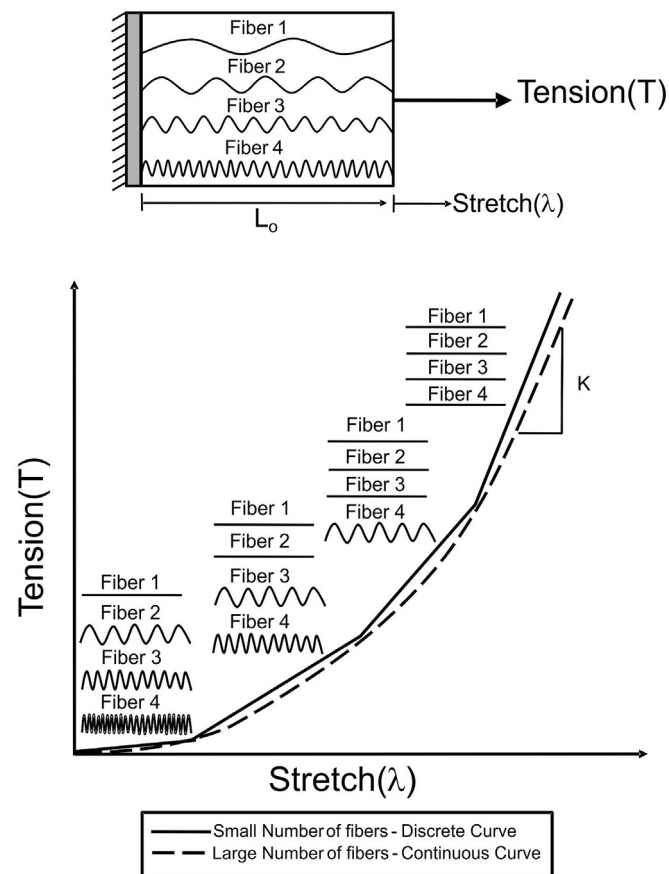 Fiber 1
Fiber 2
Fiber 3
Fiber 4
Tension(T)
Lo
Stretch(λ)
Tension(T)
Fiber 1
Fiber 2
Fiber 3
Fiber 4
K
Fiber 1
Fiber 2
Fiber 3
Fiber 4
Fiber 1
Fiber 2
Fiber 3
Fiber 4
Fiber 1
Fiber 2
Fiber 3
Fiber 4
Stretch(λ)
Small Number of fibers - Discrete Curve
Large Number of fibers - Continuous Curve